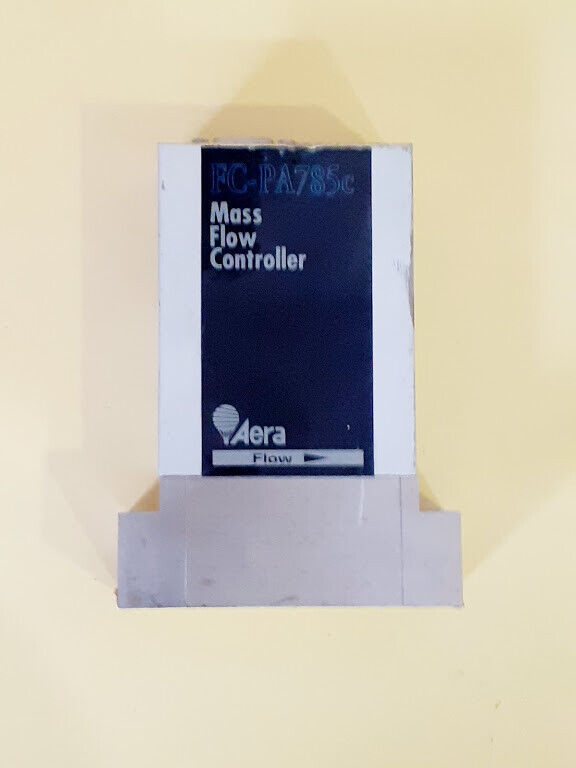 FC-PA785c
Mass
Flow
Controller
Aera
Flow